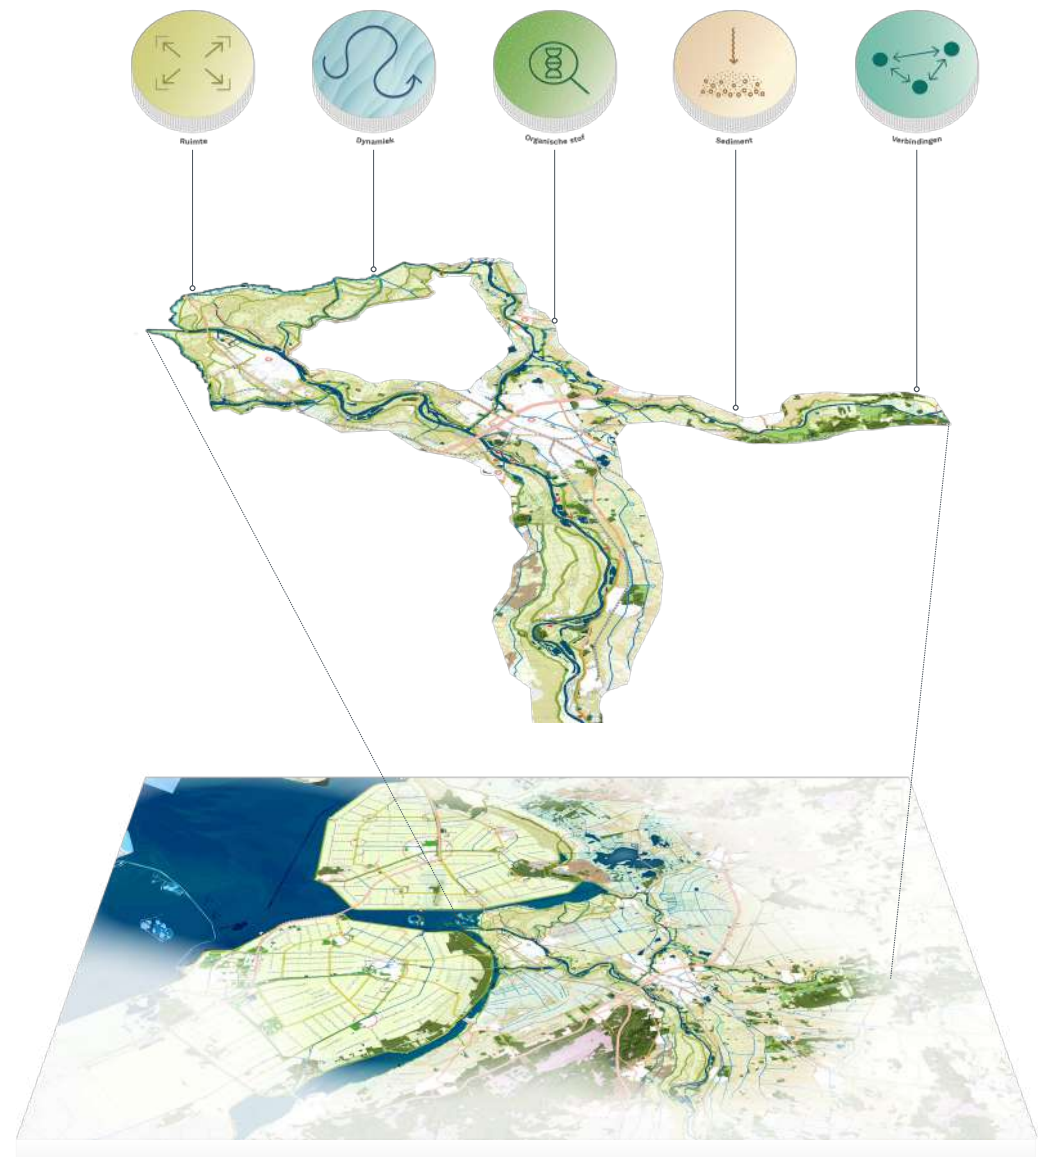 Ruimte
Dynamiek
Organische stof
Sediment
Verbindingen